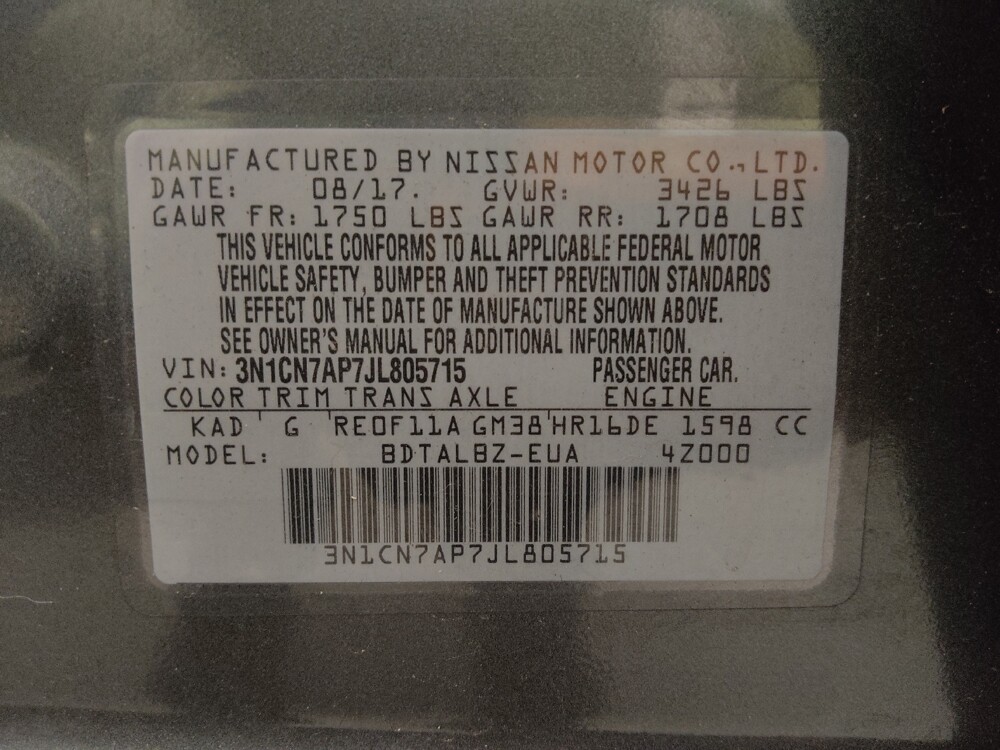 MANUFACTURED BY NISSAN MOTOR CO., LTD.
DATE: 08/17. GVWR: 3426 LBS
GAWR FR: 1750 LBS GAWR RR: 1708 LBS
THIS VEHICLE CONFORMS TO ALL APPLICABLE FEDERAL MOTOR
VEHICLE SAFETY, BUMPER AND THEFT PREVENTION STANDARDS
IN EFFECT ON THE DATE OF MANUFACTURE SHOWN ABOVE.
SEE OWNER'S MANUAL FOR ADDITIONAL INFORMATION.
VIN: 3N1CN7AP7JL805715 PASSENGER CAR.
COLOR TRIM TRANS AXLE ENGINE
KAD ' G ' RE0F11A GM38 ' HR16DE 1598 CC
MODEL: BDTALBZ-EUA 4Z000
3N1CN7AP7JL805715